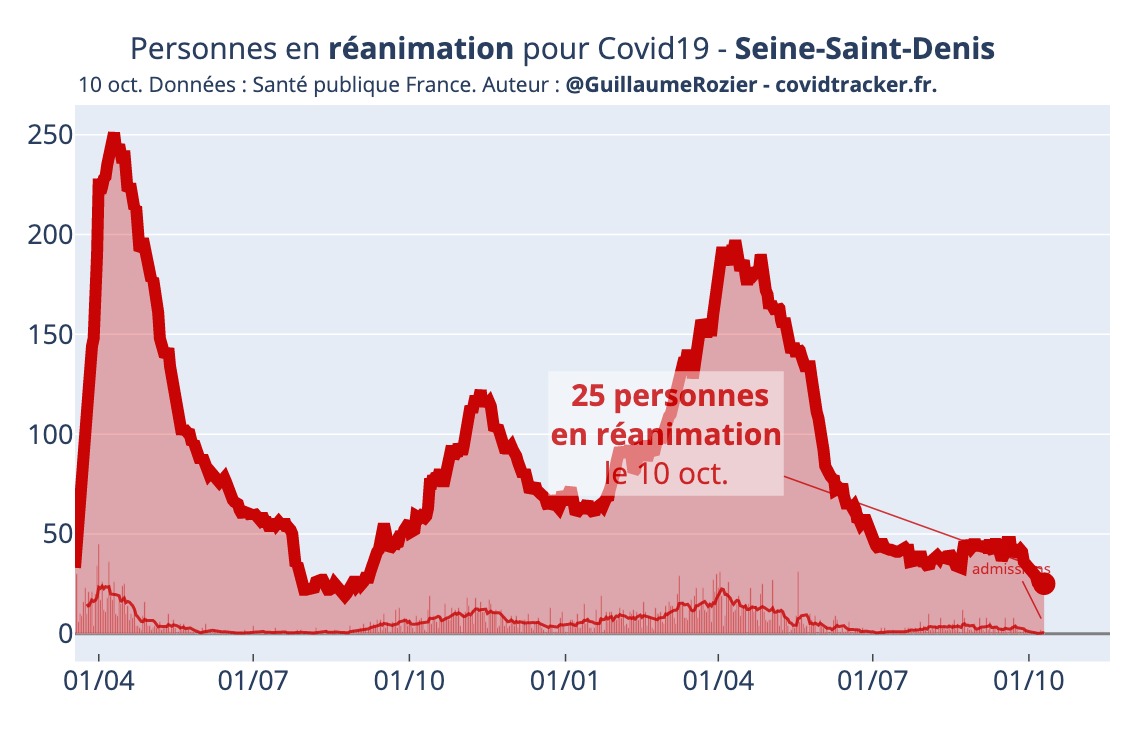 Personnes en réanimation pour Covid19 - Seine-Saint-Denis
10 oct. Données : Santé publique France. Auteur : @GuillaumeRozier - covidtracker.fr.
250
200
150
100
50
0
25 personnes
en réanimation
le 10 oct.
admissions
01/04
01/07
01/10
01/01
01/04
01/07
01/10